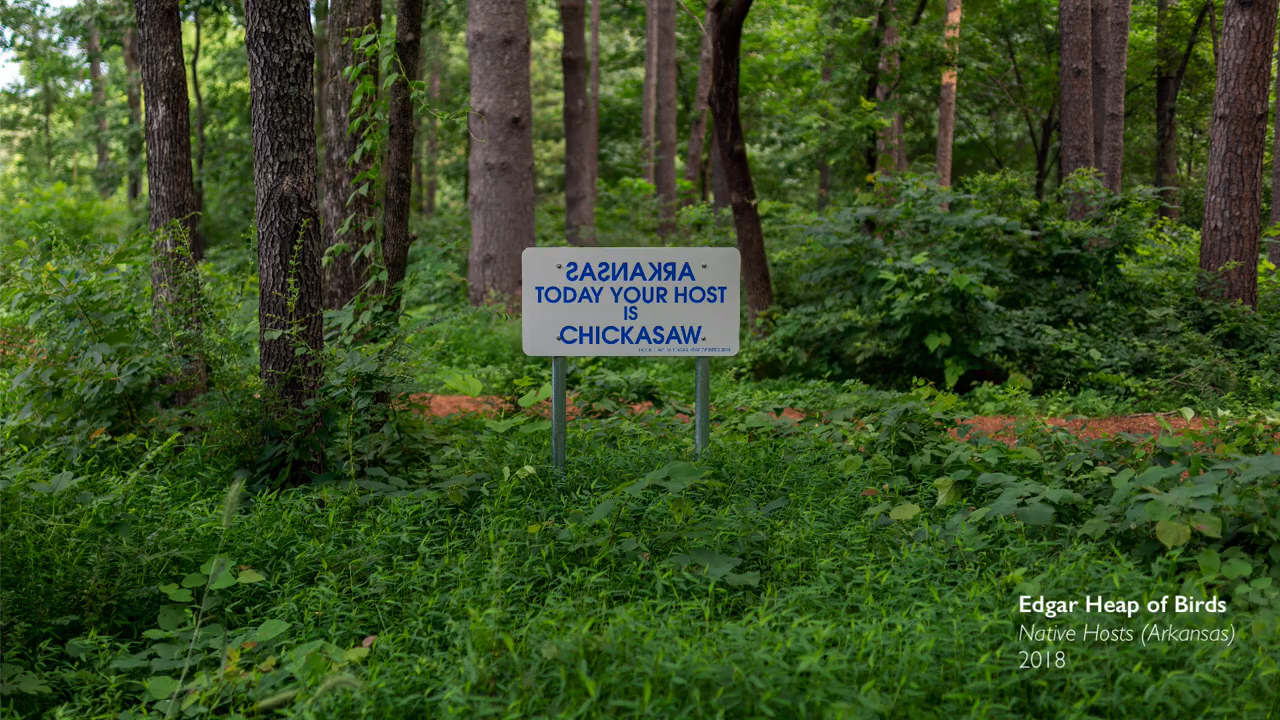 ARKANSAS
TODAY YOUR HOST
IS
CHICKASAW
Edgar Heap of Birds
Native Hosts (Arkansas)
2018